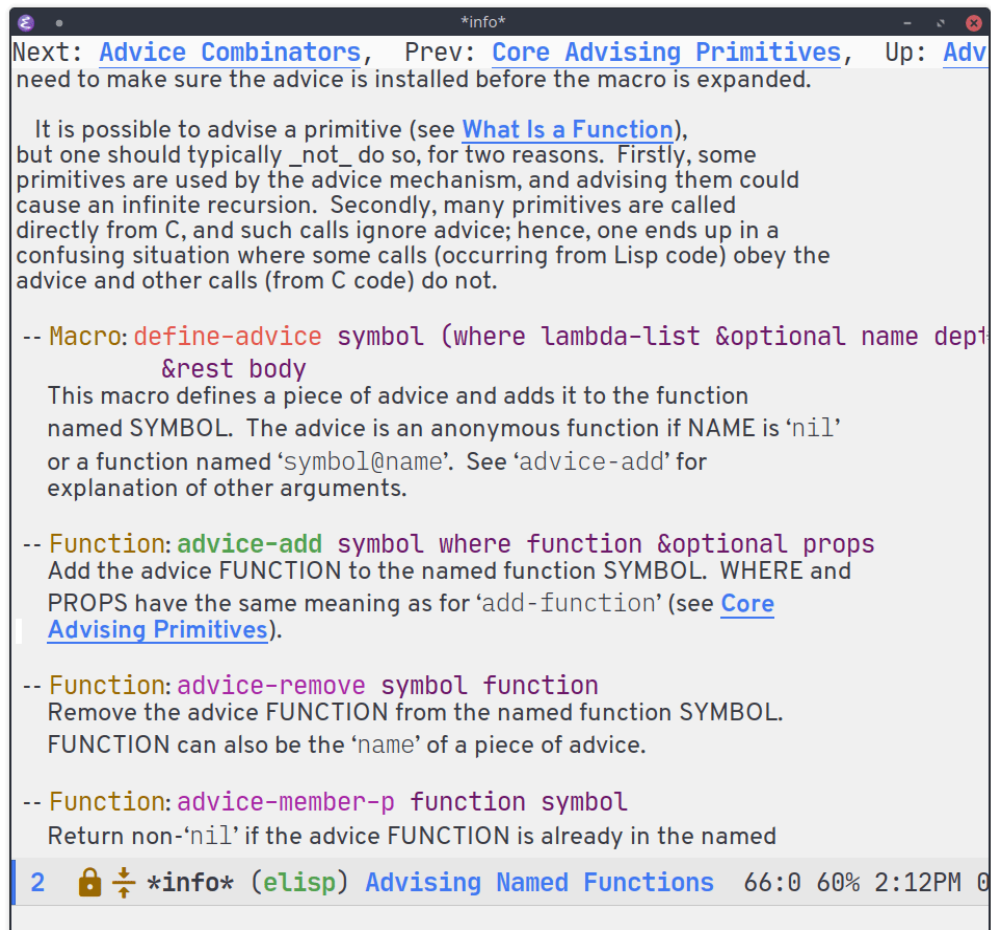 *info*
Next: Advice Combinators,  Prev: Core Advising Primitives,  Up: Adv
need to make sure the advice is installed before the macro is expanded.
It is possible to advise a primitive (see What Is a Function),
but one should typically _not_ do so, for two reasons.  Firstly, some
primitives are used by the advice mechanism, and advising them could
cause an infinite recursion.  Secondly, many primitives are called
directly from C, and such calls ignore advice; hence, one ends up in a
confusing situation where some calls (occurring from Lisp code) obey the
advice and other calls (from C code) do not.
-- Macro: define-advice symbol (where lambda-list &optional name dept
&rest body
This macro defines a piece of advice and adds it to the function
named SYMBOL.  The advice is an anonymous function if NAME is ‘nil’
or a function named ‘symbol@name’.  See ‘advice-add’ for
explanation of other arguments.
-- Function: advice-add symbol where function &optional props
Add the advice FUNCTION to the named function SYMBOL.  WHERE and
PROPS have the same meaning as for ‘add-function’ (see Core
Advising Primitives).
-- Function: advice-remove symbol function
Remove the advice FUNCTION from the named function SYMBOL.
FUNCTION can also be the ‘name’ of a piece of advice.
-- Function: advice-member-p function symbol
Return non-‘nil’ if the advice FUNCTION is already in the named
2 *info* (elisp) Advising Named Functions 66:0 60% 2:12PM 0